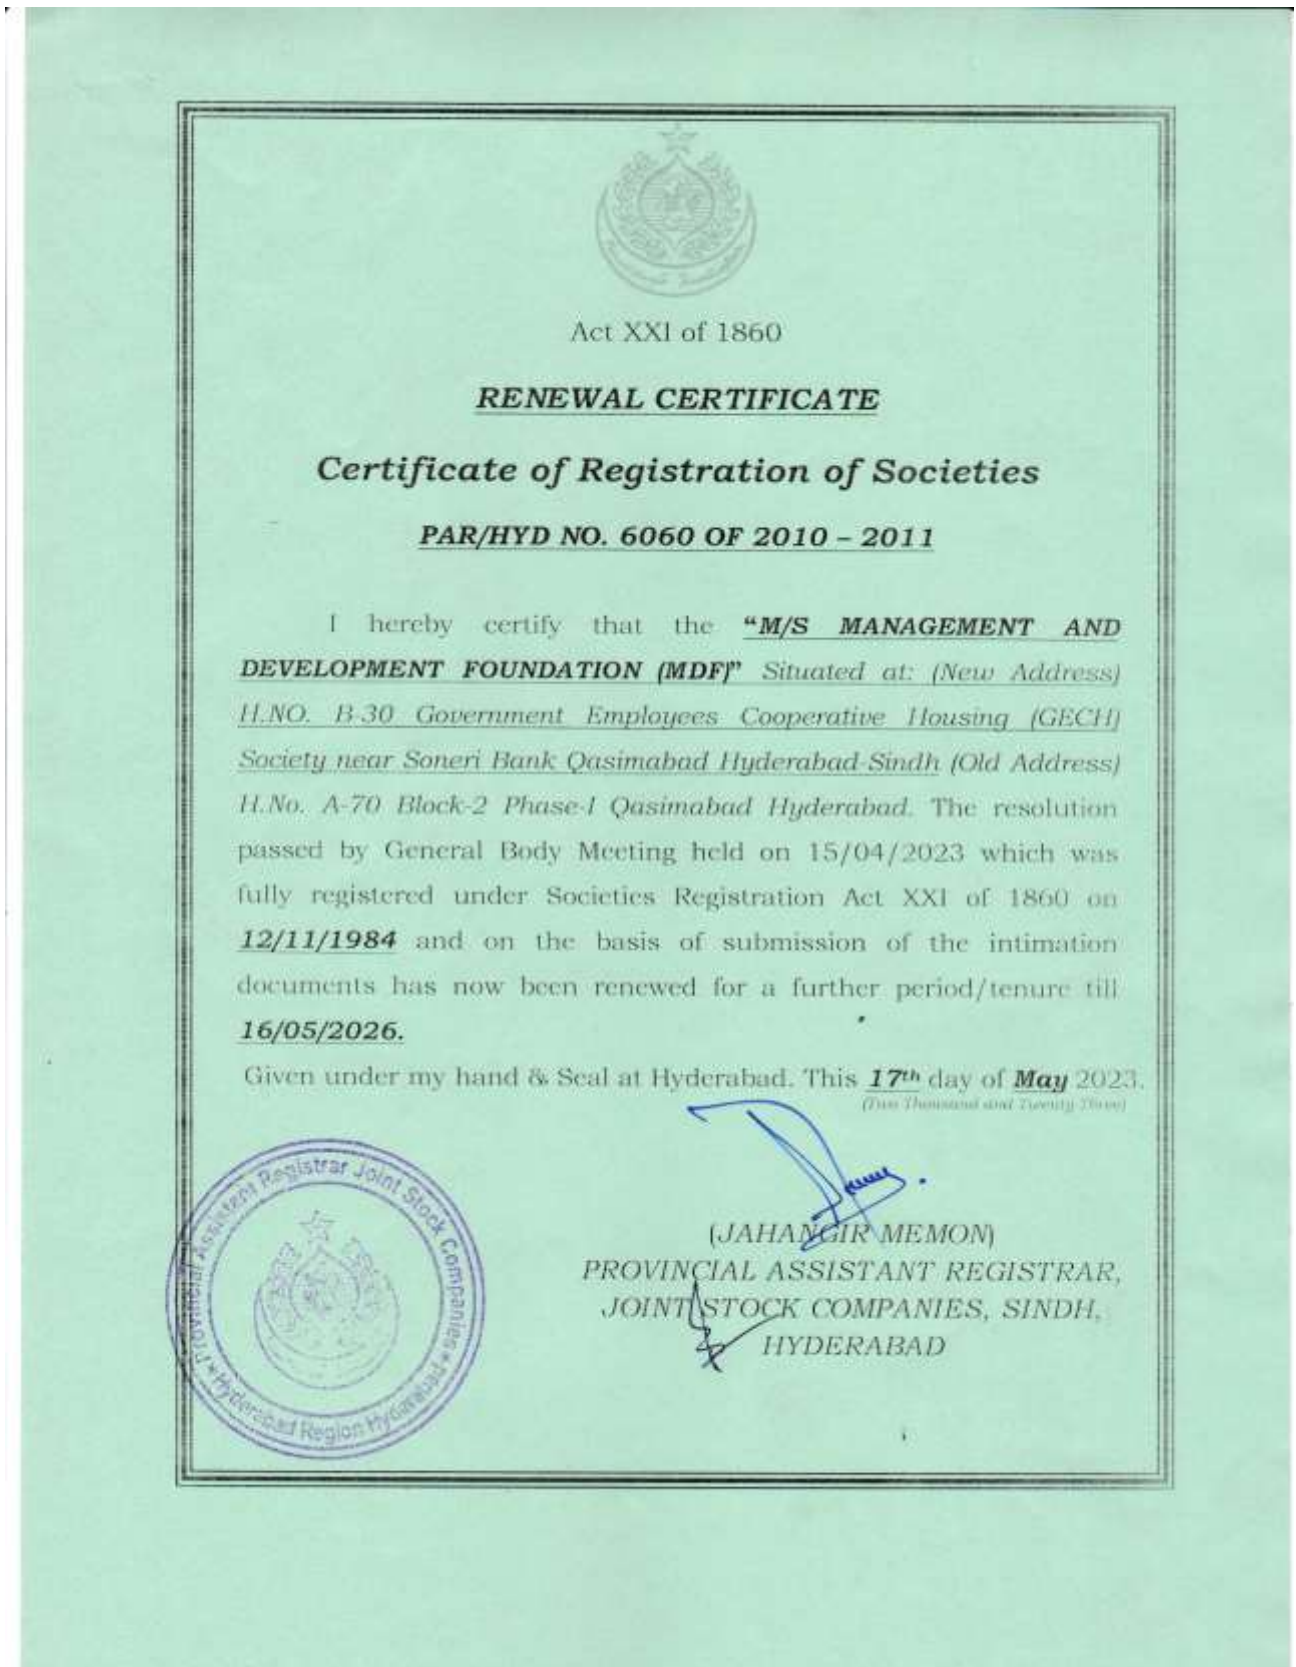 Act XXI of 1860
RENEWAL CERTIFICATE
Certificate of Registration of Societies
PAR/HYD NO. 6060 OF 2010 – 2011
I hereby certify that the “M/S MANAGEMENT AND
DEVELOPMENT FOUNDATION (MDF)” Situated at: (New Address)
H.NO. B-30 Government Employees Cooperative Housing (GECH)
Society near Soneri Bank Qasimabad Hyderabad Sindh (Old Address)
H.No. A-70 Block-2 Phase-I Qasimabad Hyderabad. The resolution
passed by General Body Meeting held on 15/04/2023 which was
fully registered under Societies Registration Act XXI of 1860 on
12/11/1984 and on the basis of submission of the intimation
documents has now been renewed for a further period/tenure till
16/05/2026.
Given under my hand & Seal at Hyderabad. This 17th day of May 2023.
(Two Thousand and Twenty Three)
(JAHANGIR MEMON)
PROVINCIAL ASSISTANT REGISTRAR,
JOINT STOCK COMPANIES, SINDH,
HYDERABAD
Provincial Assistant Registrar Joint Stock Companies
Hyderabad Region Hyderabad